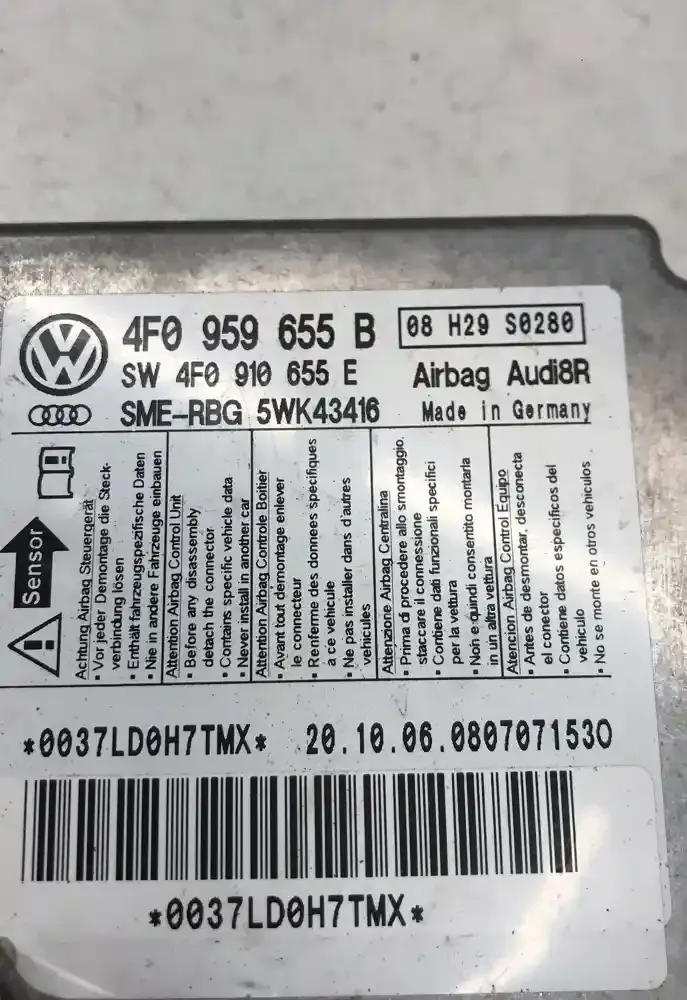 4F0 959 655 B
08 H29 S0280
SW 4F0 910 655 E
Airbag Audi8R
SME-RBG 5WK43416
Made in Germany
Sensor
Achtung Airbag Steuergerät
• Vor jeder Demontage die Steck-
verbindung lösen
• Enthält fahrzeugspezifische Daten
• Nie in andere Fahrzeuge einbauen
Attention Airbag Control Unit
• Before any disassembly
detach the connector
• Contains specific vehicle data
• Never install in another car
Attention Airbag Controle Boitier
• Avant tout demontage enlever
le connecteur
• Renferme des donnees specifiques
a ce vehicule
• Ne pas installer dans d'autres
vehicules
Attenzione Airbag Centralina
• Prima di procedere allo smontaggio,
staccare il connessione
• Contiene dati funzionali specifici
per la vettura
• Non e quindi consentito montarla
in un altra vettura
Atencion Airbag Control Equipo
• Antes de desmontar, desconecta
el conector
• Contiene datos especificos del
vehiculo
• No se monte en otros vehiculos
*0037LD0H7TMX* 20.10.06.0807071530
*0037LD0H7TMX*